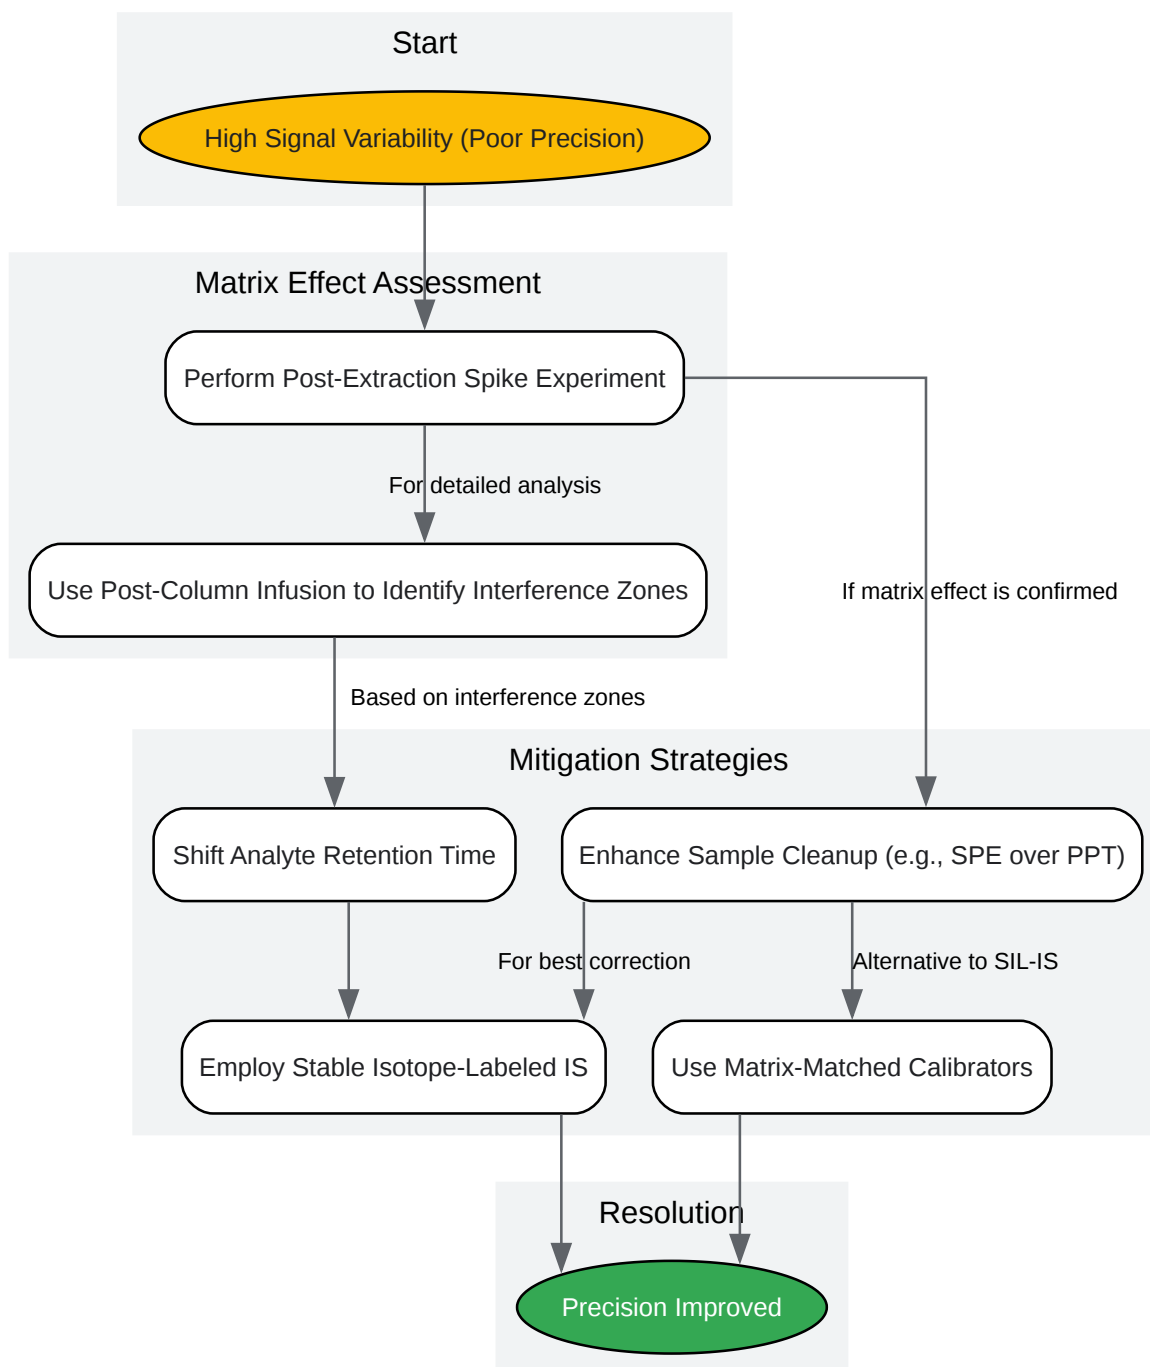 Start
High Signal Variability (Poor Precision)
Matrix Effect Assessment
Perform Post-Extraction Spike Experiment
For detailed analysis
Use Post-Column Infusion to Identify Interference Zones
If matrix effect is confirmed
Based on interference zones
Mitigation Strategies
Shift Analyte Retention Time
Enhance Sample Cleanup (e.g., SPE over PPT)
For best correction
Alternative to SIL-IS
Employ Stable Isotope-Labeled IS
Use Matrix-Matched Calibrators
Resolution
Precision Improved